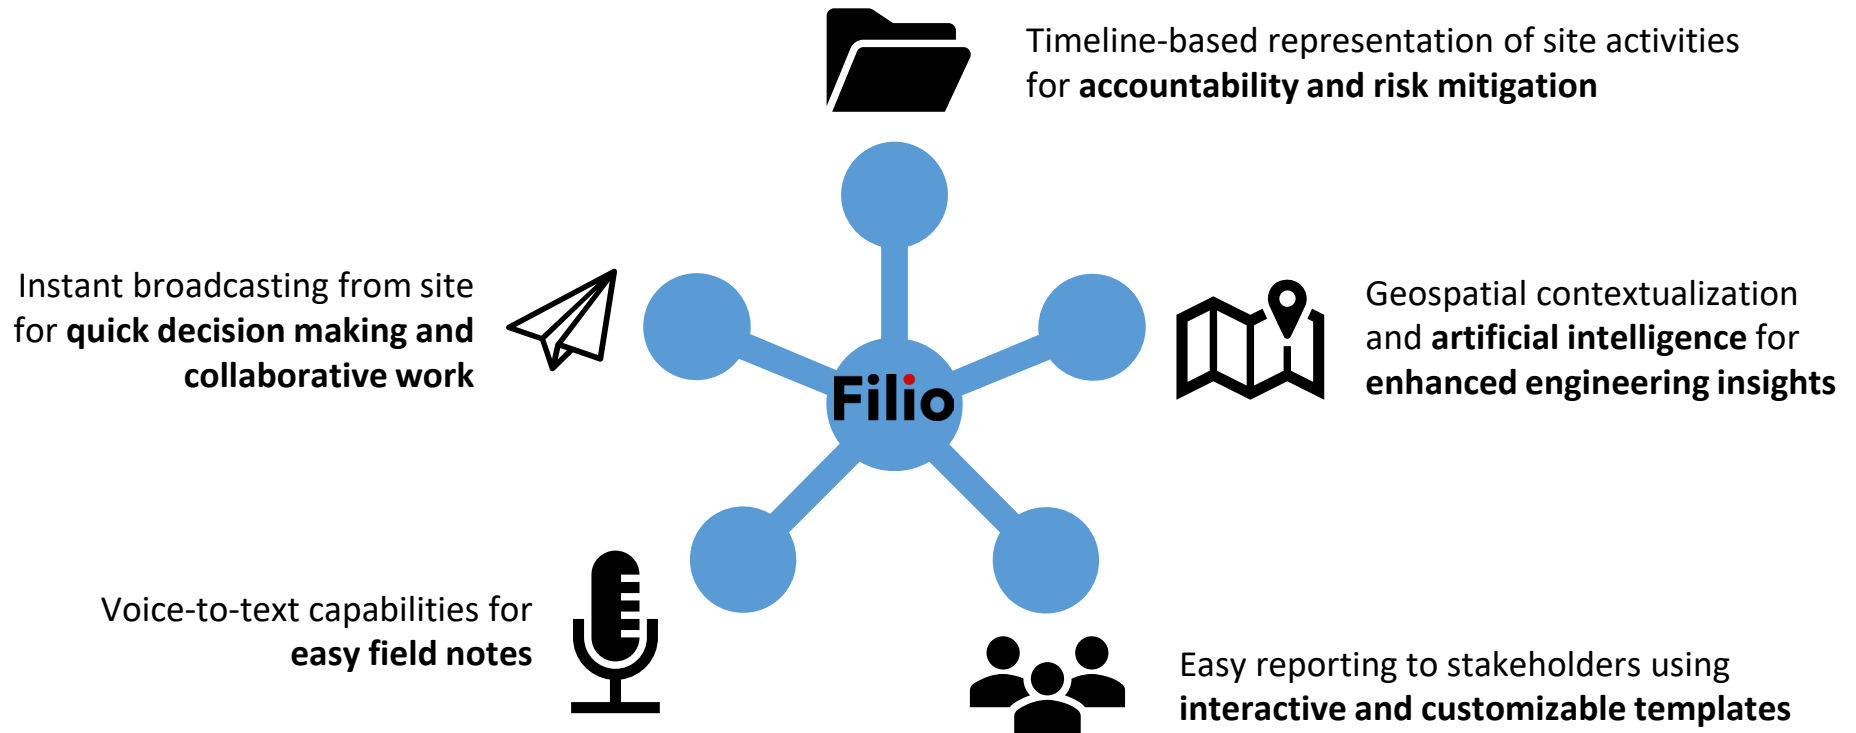 Timeline-based representation of site activities
for accountability and risk mitigation
Instant broadcasting from site
for quick decision making and
collaborative work
Geospatial contextualization
and artificial intelligence for
enhanced engineering insights
Filio
Voice-to-text capabilities for
easy field notes
Easy reporting to stakeholders using
interactive and customizable templates